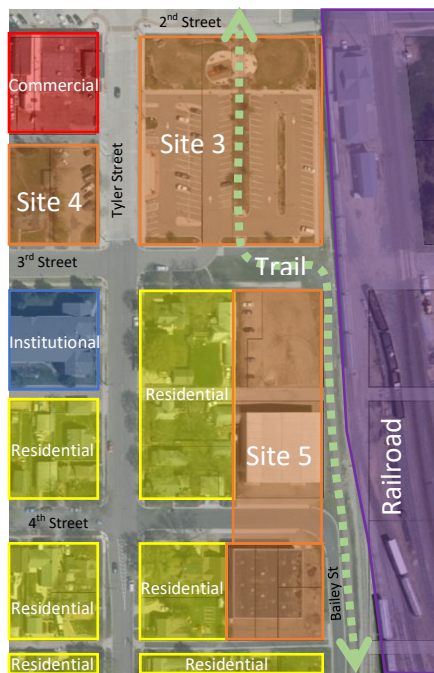 2nd Street
Commercial
Site 3
Tyler Street
Site 4
3rd Street
Trail
Institutional
Residential
Residential
Site 5
Railroad
4th Street
Residential
Residential
Bailey St
Residential
Residential